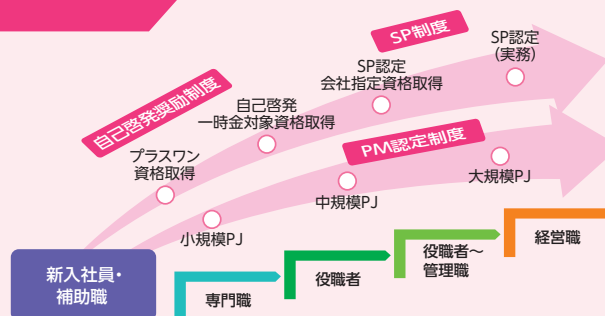 SP制度
SP認定
（実務）
SP認定
会社指定資格取得
自己啓発奨励制度
自己啓発
一時金対象資格取得
PM認定制度
プラスワン
資格取得
大規模PJ
中規模PJ
小規模PJ
経営職
役職者～
管理職
役職者
専門職
新入社員・
補助職